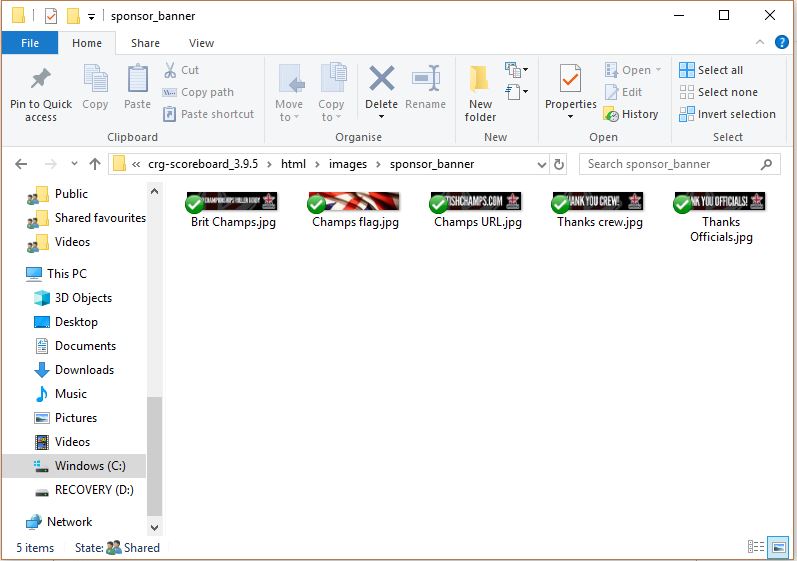 sponsor_banner
File Home Share View
Pin to Quick access
Copy
Paste
Cut
Copy path
Paste shortcut
Clipboard
Move to
Copy to
Delete
Rename
Organise
New folder
New
Properties
Open
Edit
History
Open
Select all
Select none
Invert selection
Select
« crg-scoreboard_3.9.5 > html > images > sponsor_banner
Search sponsor_banner
Public
Shared favourites
Videos
This PC
3D Objects
Desktop
Documents
Downloads
Music
Pictures
Videos
Windows (C:)
RECOVERY (D:)
Network
Brit Champs.jpg
Champs flag.jpg
TISHCHAMPS.COM
Champs URL.jpg
ANK YOU CREW!
Thanks crew.jpg
NK YOU OFFICIALS!
Thanks
Officials.jpg
5 items State: Shared